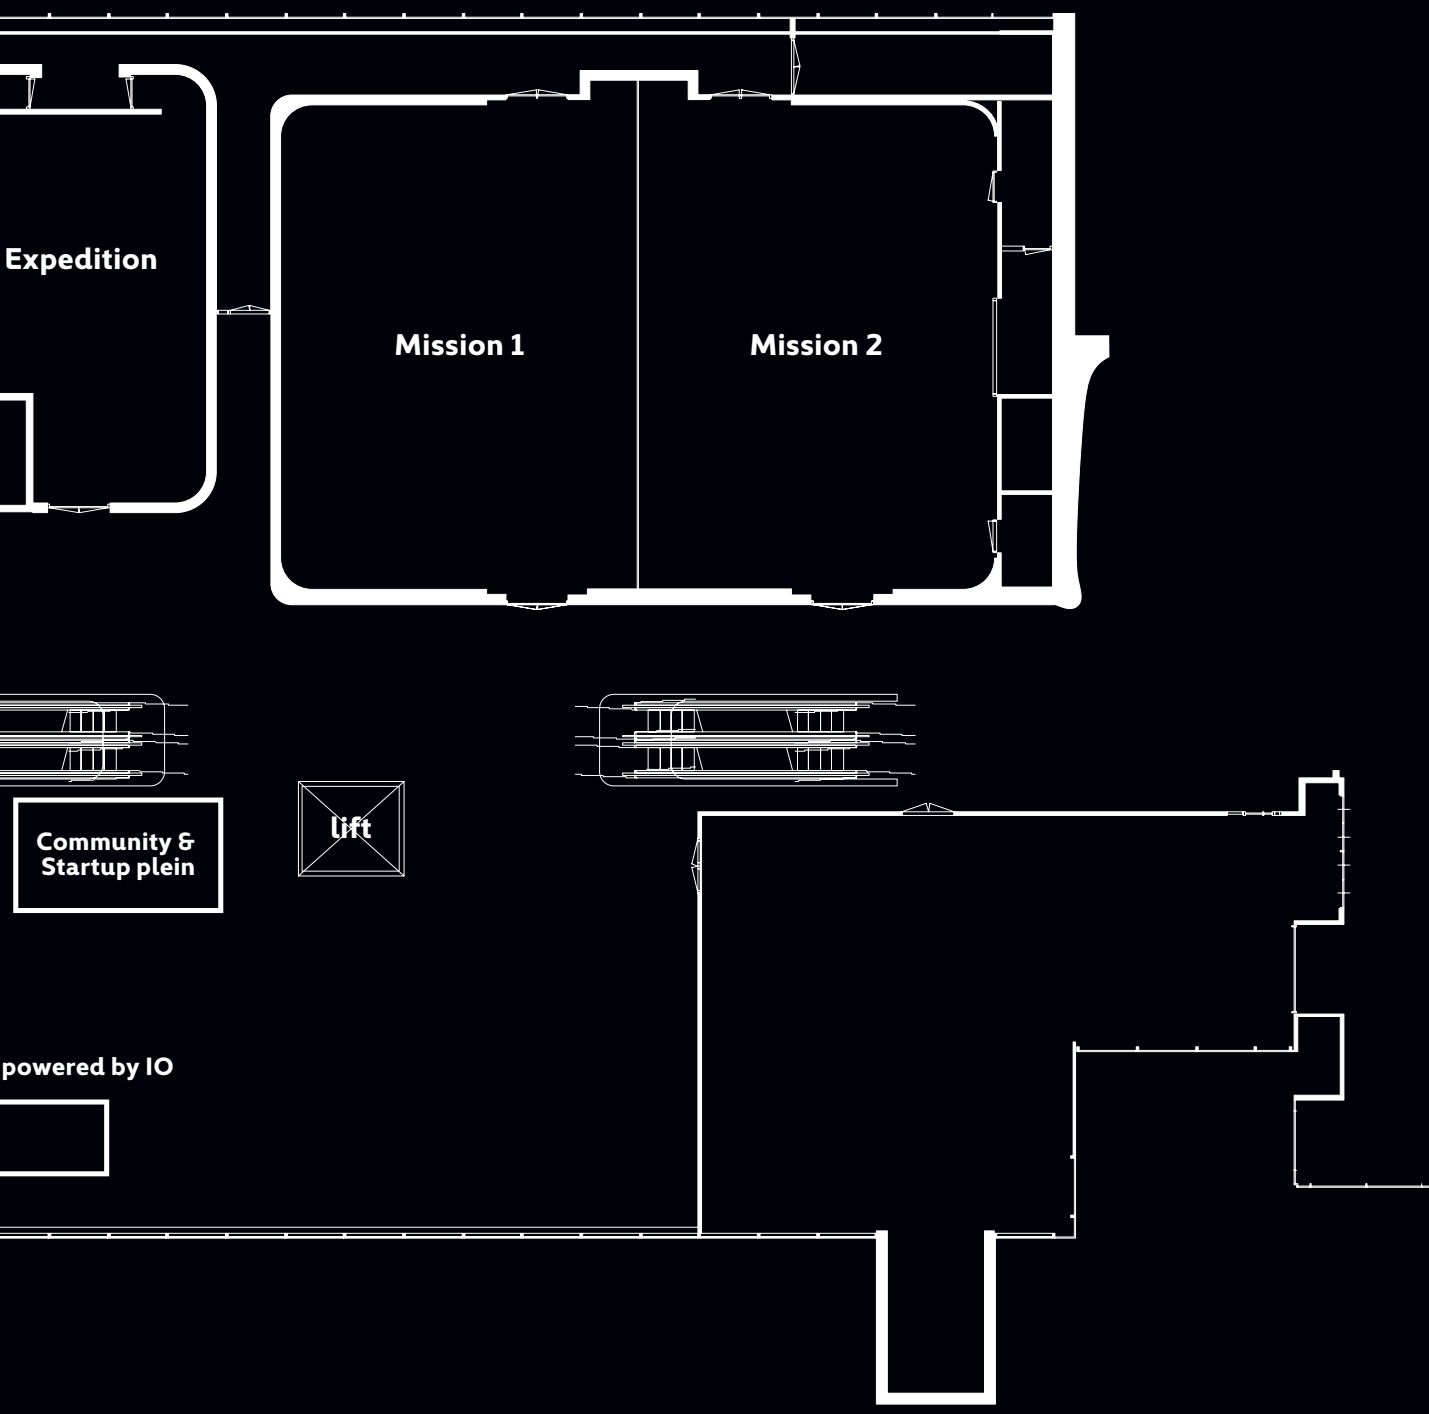 Expedition
Mission 1
Mission 2
lift
Community &
Startup plein
powered by IO